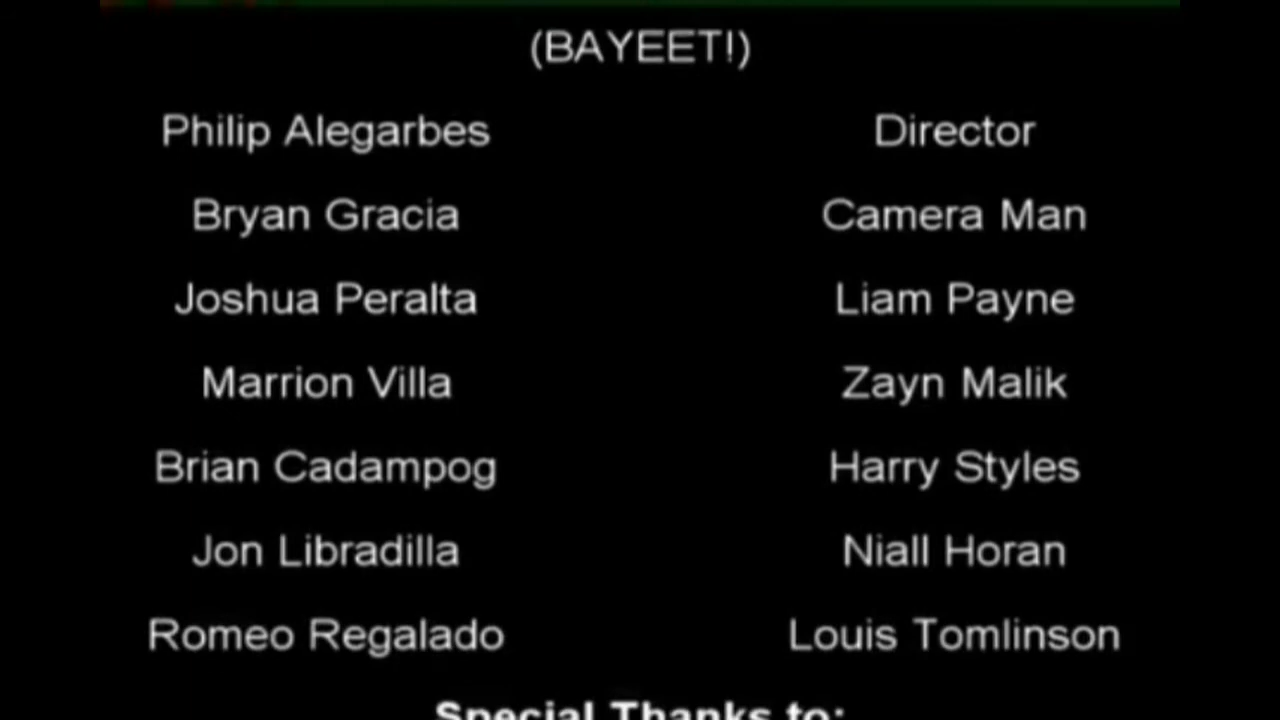 (BAYEET!)
Philip Alegarbes Director
Bryan Gracia Camera Man
Joshua Peralta Liam Payne
Marrion Villa Zayn Malik
Brian Cadampog Harry Styles
Jon Libradilla Niall Horan
Romeo Regalado Louis Tomlinson
Special Thanks to: